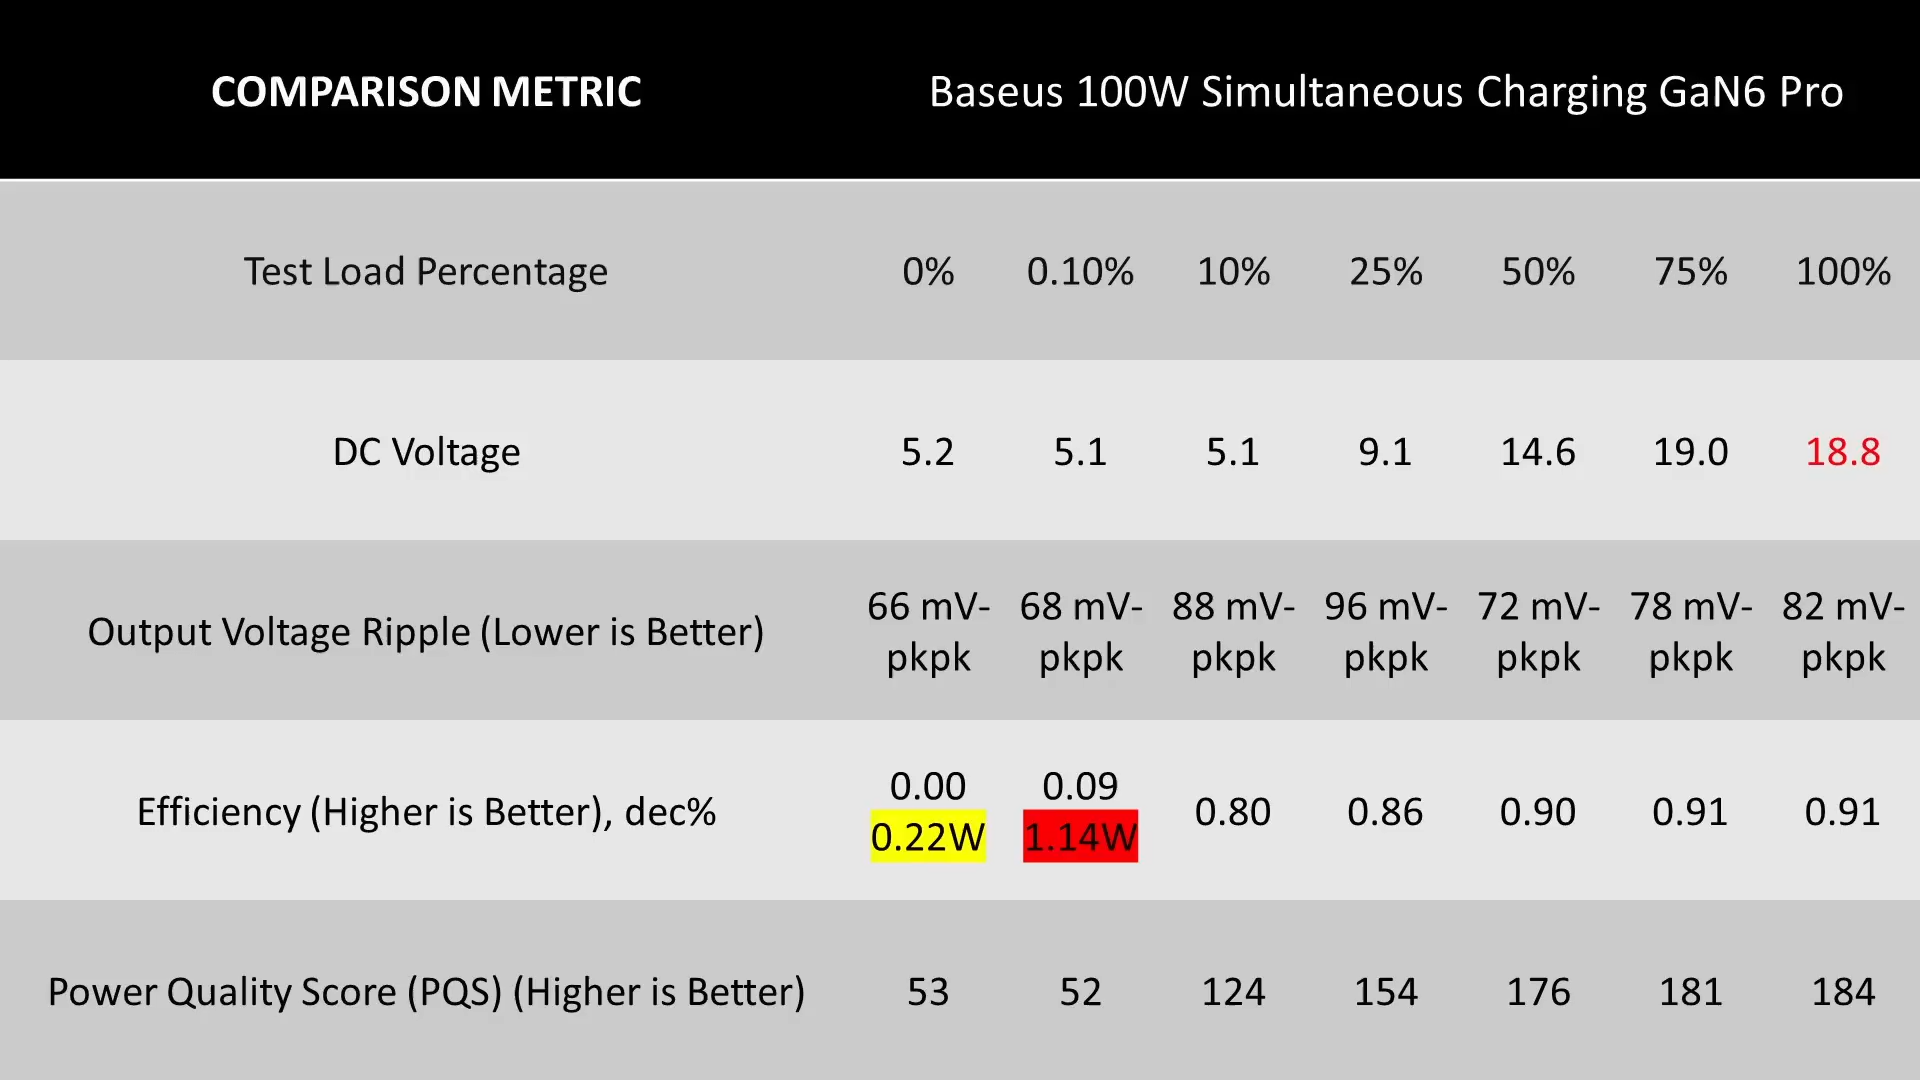 COMPARISON METRIC Baseus 100W Simultaneous Charging GaN6 Pro
Test Load Percentage 0% 0.10% 10% 25% 50% 75% 100%
DC Voltage 5.2 5.1 5.1 9.1 14.6 19.0 18.8
Output Voltage Ripple (Lower is Better) 66 mV-pkpk 68 mV-pkpk 88 mV-pkpk 96 mV-pkpk 72 mV-pkpk 78 mV-pkpk 82 mV-pkpk
Efficiency (Higher is Better), dec% 0.00 0.22W 0.09 1.14W 0.80 0.86 0.90 0.91 0.91
Power Quality Score (PQS) (Higher is Better) 53 52 124 154 176 181 184